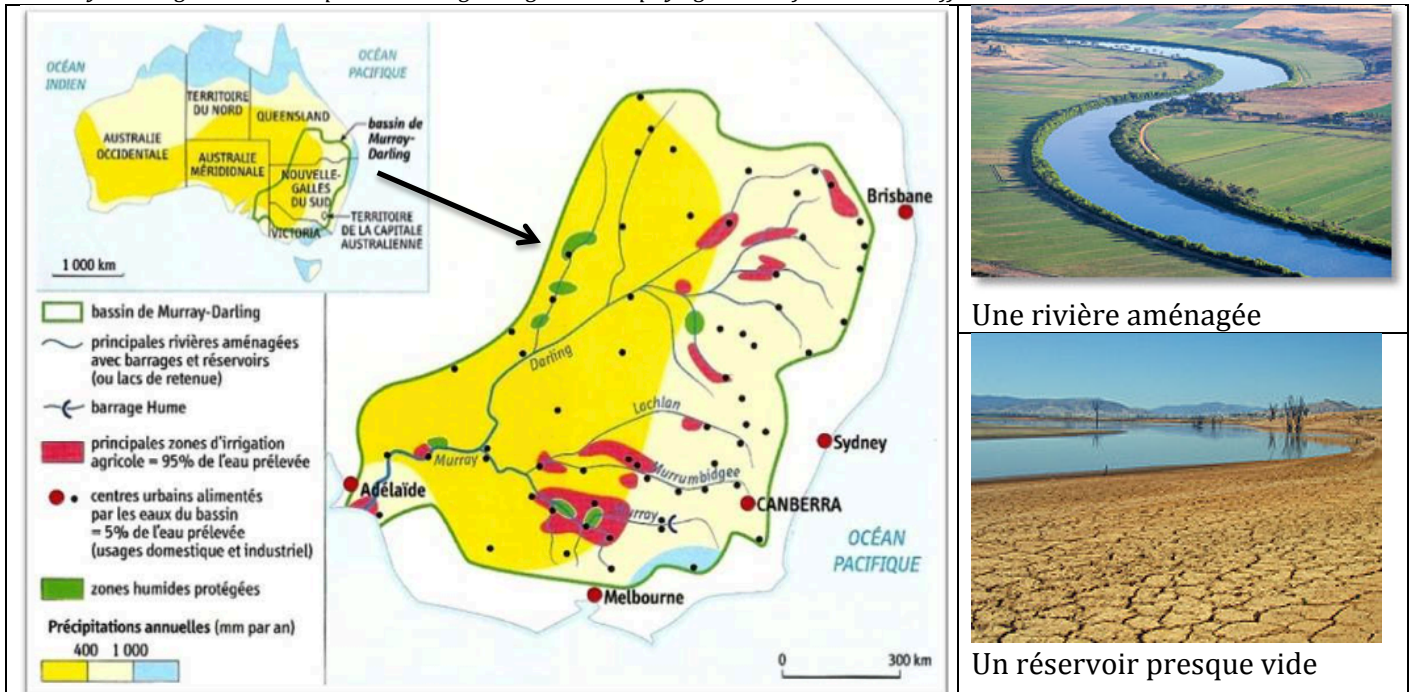 OCÉAN
INDIEN
OCÉAN
PACIFIQUE
TERRITOIRE
DU NORD
QUEENSLAND
AUSTRALIE
OCCIDENTALE
AUSTRALIE
MÉRIDIONALE
NOUVELLE-
GALLES
DU SUD
VICTORIA
bassin de
Murray-
Darling
TERRITOIRE
DE LA CAPITALE
AUSTRALIENNE
1 000 km
bassin de Murray-Darling
principales rivières aménagées
avec barrages et réservoirs
(ou lacs de retenue)
barrage Hume
principales zones d'irrigation
agricole = 95% de l'eau prélevée
centres urbains alimentés
par les eaux du bassin
= 5% de l'eau prélevée
(usages domestique et industriel)
zones humides protégées
Précipitations annuelles (mm par an)
400 1 000
Brisbane
Darling
Lachlan
Sydney
Murray
Murrumbidgee
Adélaïde
CANBERRA
Murray
OCÉAN
PACIFIQUE
Melbourne
0 300 km
Une rivière aménagée
Un réservoir presque vide